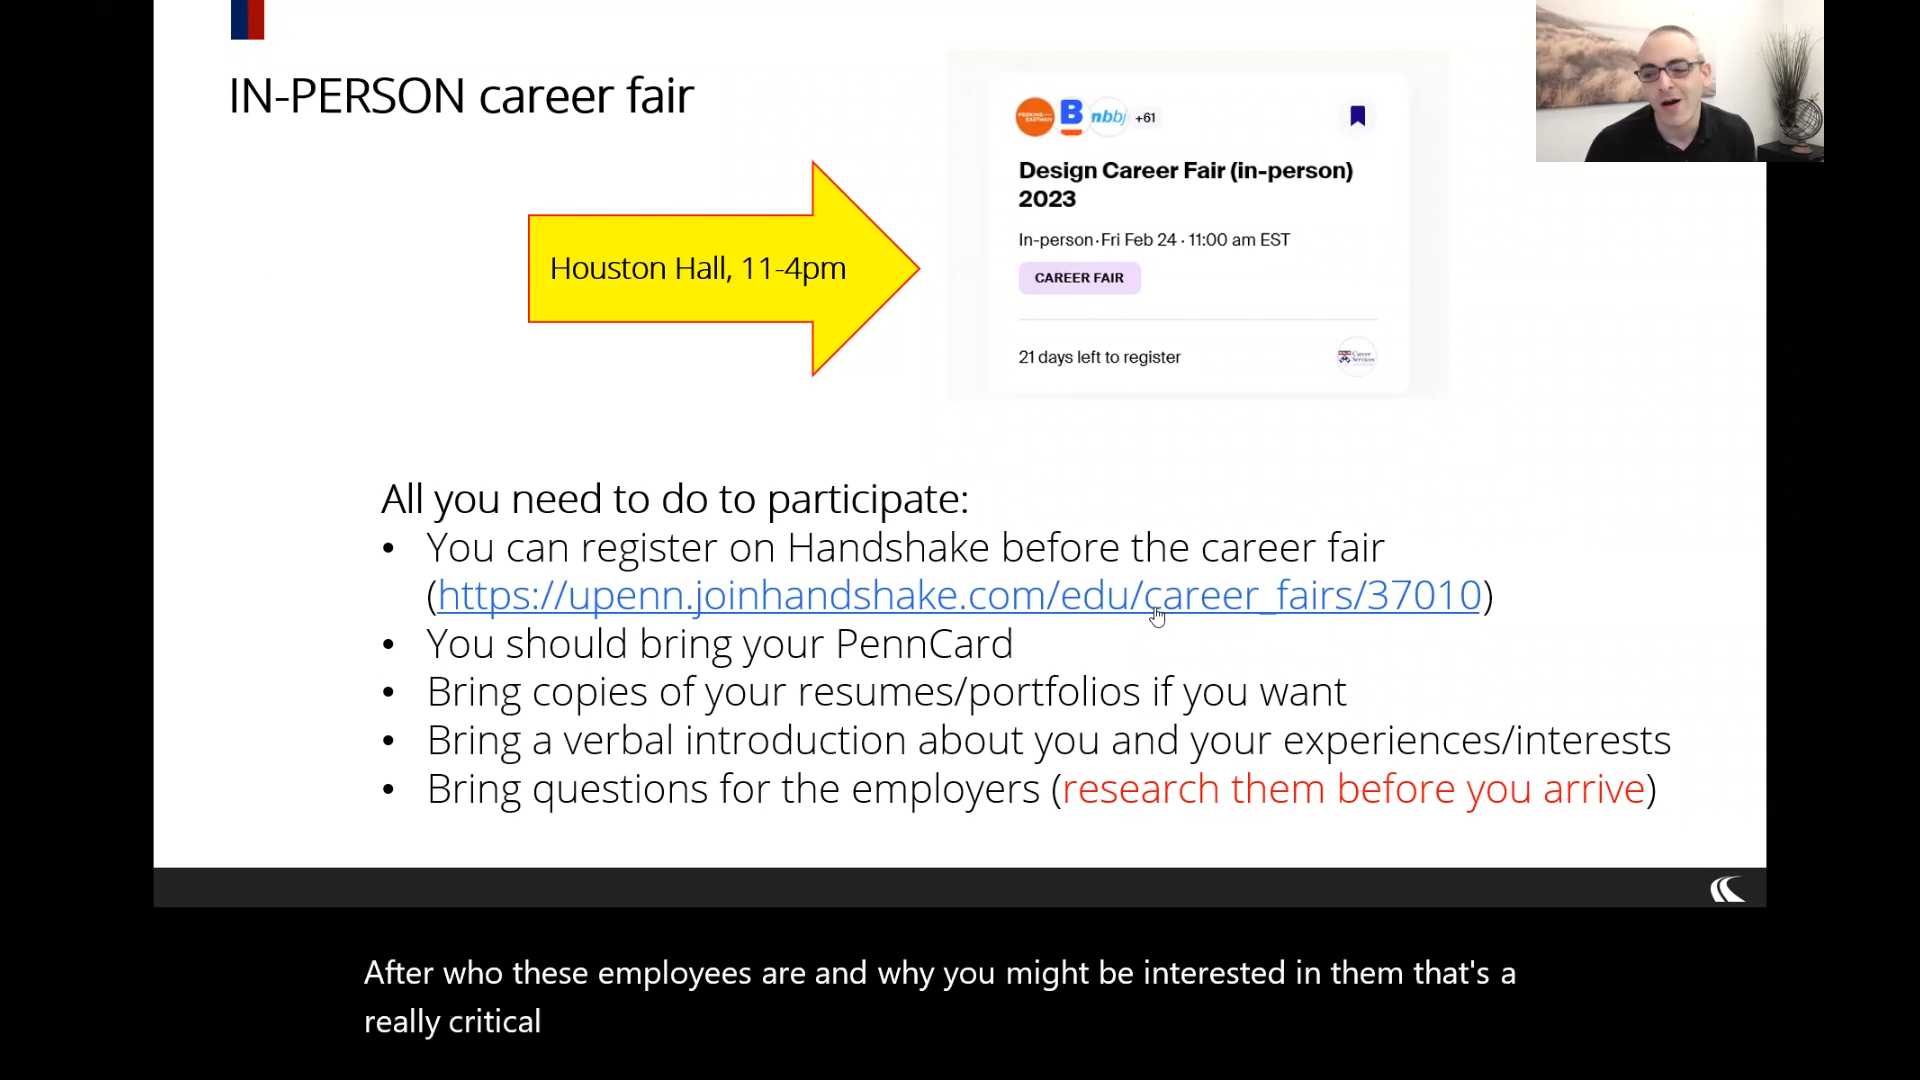 IN-PERSON career fair
Houston Hall, 11-4pm
PERKINS—
EASTMAN
B
nbbj
+61
Design Career Fair (in-person)
2023
In-person · Fri Feb 24 · 11:00 am EST
CAREER FAIR
21 days left to register
Career
Services
All you need to do to participate:
• You can register on Handshake before the career fair
(https://upenn.joinhandshake.com/edu/career_fairs/37010)
• You should bring your PennCard
• Bring copies of your resumes/portfolios if you want
• Bring a verbal introduction about you and your experiences/interests
• Bring questions for the employers (research them before you arrive)
After who these employees are and why you might be interested in them that's a
really critical